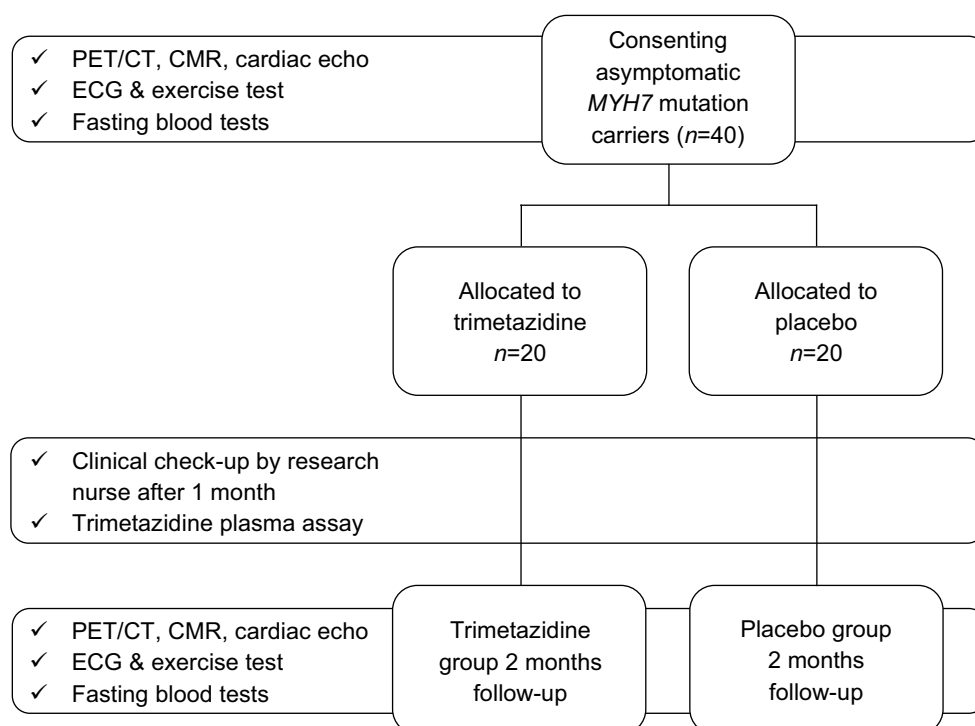 ✓ PET/CT, CMR, cardiac echo
✓ ECG & exercise test
✓ Fasting blood tests
Consenting
asymptomatic
MYH7 mutation
carriers (n=40)
Allocated to
trimetazidine
n=20
Allocated to
placebo
n=20
✓ Clinical check-up by research
nurse after 1 month
✓ Trimetazidine plasma assay
✓ PET/CT, CMR, cardiac echo
✓ ECG & exercise test
✓ Fasting blood tests
Trimetazidine
group 2 months
follow-up
Placebo group
2 months
follow-up